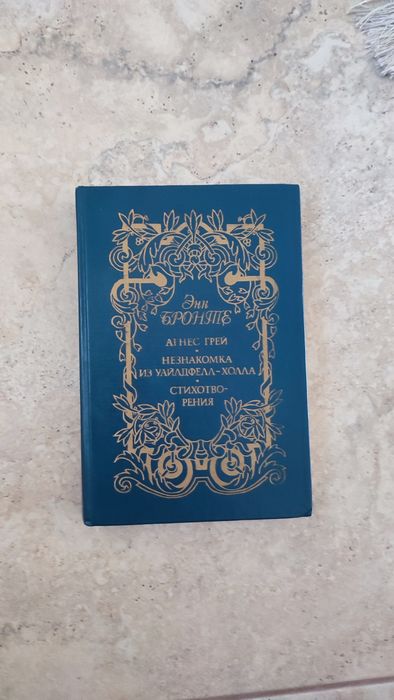 Энн
БРОНТЕ
АГНЕС ГРЕЙ
•
НЕЗНАКОМКА
ИЗ УАЙЛДФЕЛЛ-ХОЛЛА
•
СТИХОТВО-
РЕНИЯ